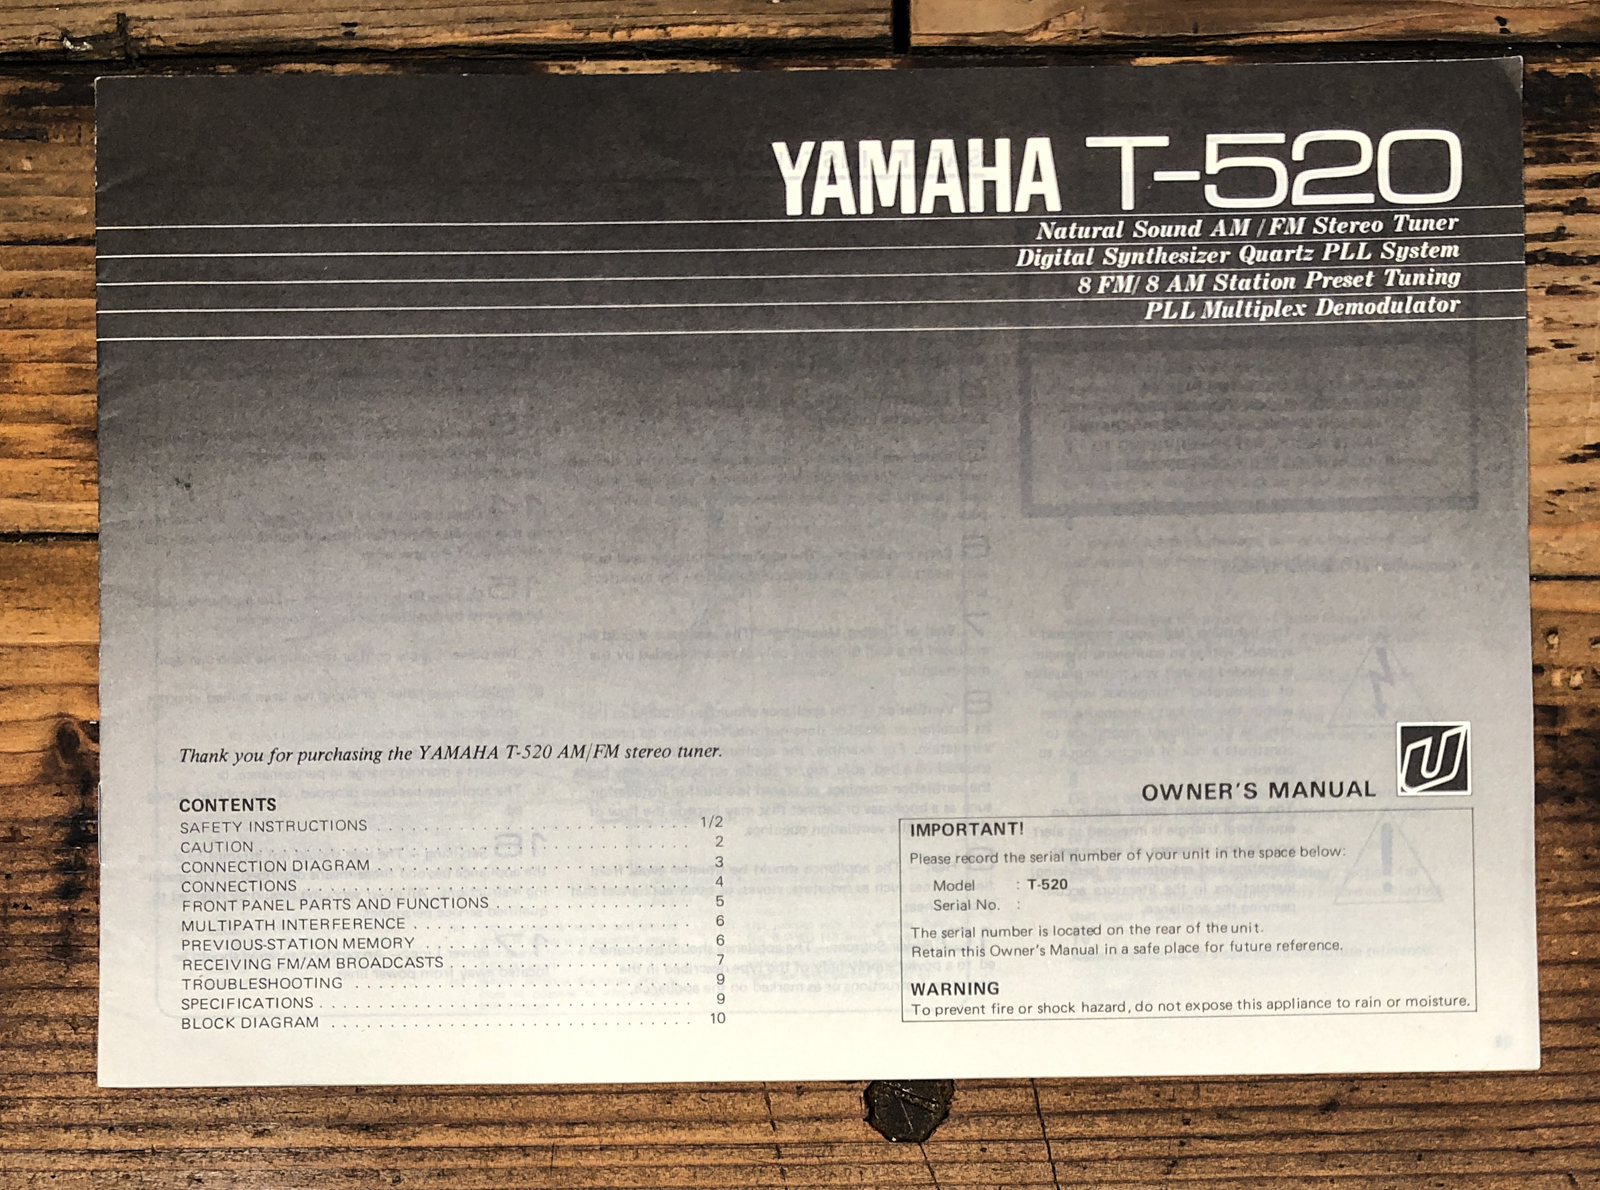 YAMAHA T-520
Natural Sound AM/FM Stereo Tuner
Digital Synthesizer Quartz PLL System
8 FM/8 AM Station Preset Tuning
PLL Multiplex Demodulator
Thank you for purchasing the YAMAHA T-520 AM/FM stereo tuner.
CONTENTS
SAFETY INSTRUCTIONS . . . . . . . . . . . . . . . . . . . . . . . . . . 1/2
CAUTION . . . . . . . . . . . . . . . . . . . . . . . . . . . . . . . . . . . . 2
CONNECTION DIAGRAM . . . . . . . . . . . . . . . . . . . . . . . . . . 3
CONNECTIONS . . . . . . . . . . . . . . . . . . . . . . . . . . . . . . . . 4
FRONT PANEL PARTS AND FUNCTIONS . . . . . . . . . . . . . . . . 5
MULTIPATH INTERFERENCE . . . . . . . . . . . . . . . . . . . . . . . 6
PREVIOUS-STATION MEMORY . . . . . . . . . . . . . . . . . . . . . . 6
RECEIVING FM/AM BROADCASTS . . . . . . . . . . . . . . . . . . . . 7
TROUBLESHOOTING . . . . . . . . . . . . . . . . . . . . . . . . . . . . 9
SPECIFICATIONS . . . . . . . . . . . . . . . . . . . . . . . . . . . . . . 9
BLOCK DIAGRAM . . . . . . . . . . . . . . . . . . . . . . . . . . . . . . 10
OWNER'S MANUAL
IMPORTANT!
Please record the serial number of your unit in the space below:
Model : T-520
Serial No. :
The serial number is located on the rear of the unit.
Retain this Owner's Manual in a safe place for future reference.
WARNING
To prevent fire or shock hazard, do not expose this appliance to rain or moisture.